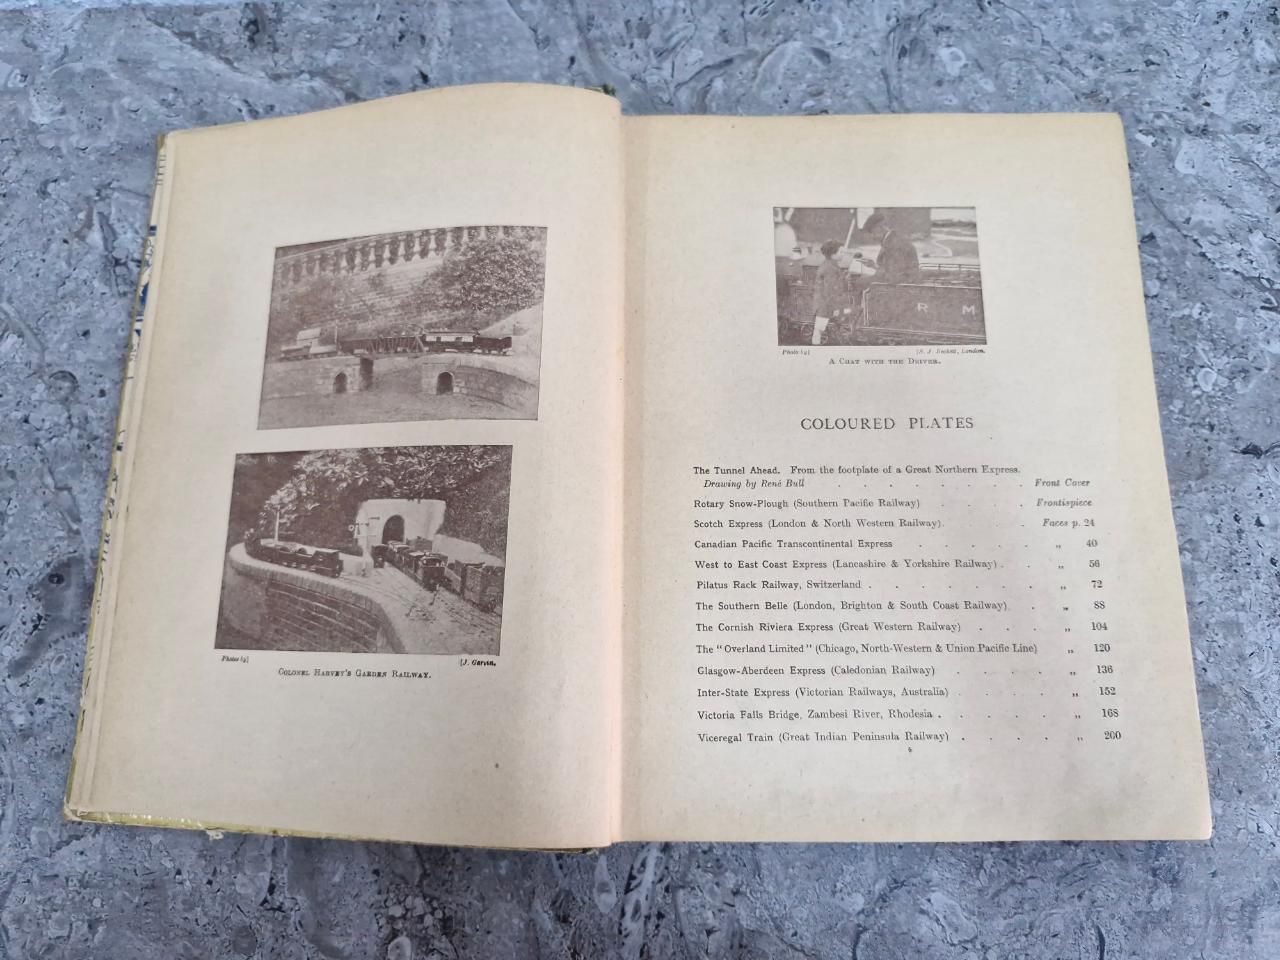 Photos by]
[J. Garven.
COLONEL HARVEY'S GARDEN RAILWAY.
R M
Photo by]
London.
A CHAT WITH THE DRIVER.
COLOURED PLATES
The Tunnel Ahead. From the footplate of a Great Northern Express.
Drawing by René Bull . . . . . . . Front Cover
Rotary Snow-Plough (Southern Pacific Railway) . . . . Frontispiece
Scotch Express (London & North Western Railway) . . . Faces p. 24
Canadian Pacific Transcontinental Express . . . . . . „ 40
West to East Coast Express (Lancashire & Yorkshire Railway) . . „ 56
Pilatus Rack Railway, Switzerland . . . . . . . „ 72
The Southern Belle (London, Brighton & South Coast Railway) . . „ 88
The Cornish Riviera Express (Great Western Railway) . . . . „ 104
The "Overland Limited" (Chicago, North-Western & Union Pacific Line) „ 120
Glasgow-Aberdeen Express (Caledonian Railway) . . . . . „ 136
Inter-State Express (Victorian Railways, Australia) . . . . „ 152
Victoria Falls Bridge, Zambesi River, Rhodesia . . . . . „ 168
Viceregal Train (Great Indian Peninsula Railway) . . . . „ 200